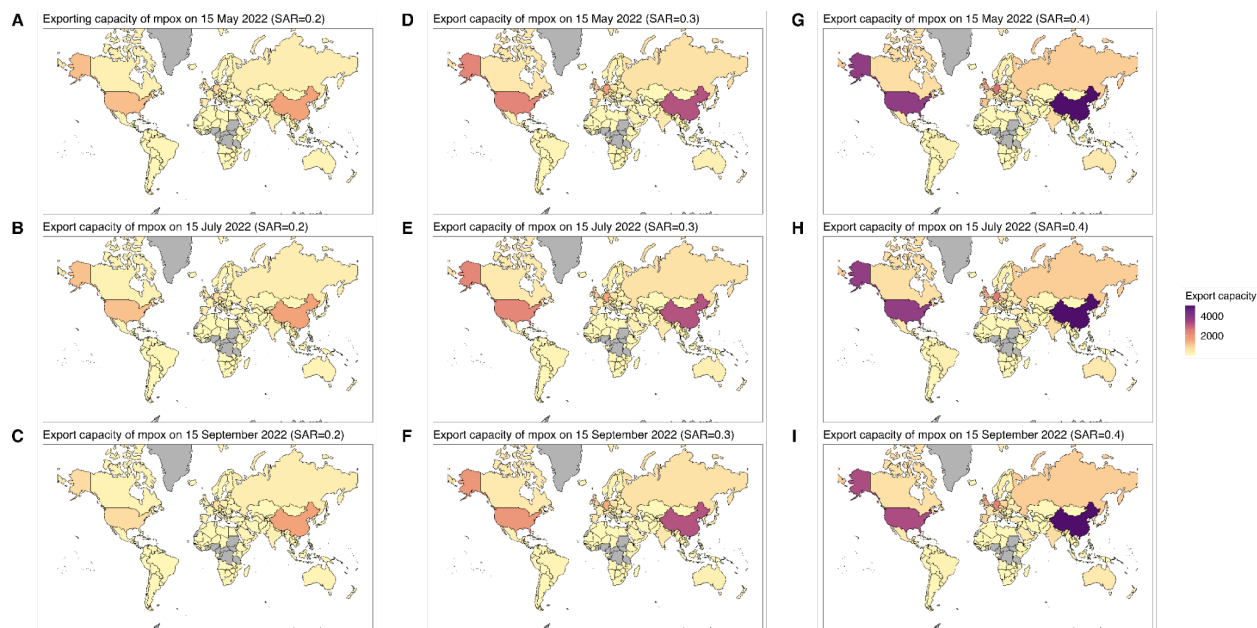 A Exporting capacity of mpox on 15 May 2022 (SAR=0.2)
D Export capacity of mpox on 15 May 2022 (SAR=0.3)
G Export capacity of mpox on 15 May 2022 (SAR=0.4)
B Export capacity of mpox on 15 July 2022 (SAR=0.2)
E Export capacity of mpox on 15 July 2022 (SAR=0.3)
H Export capacity of mpox on 15 July 2022 (SAR=0.4)
Export capacity
4000
2000
C Export capacity of mpox on 15 September 2022 (SAR=0.2)
F Export capacity of mpox on 15 September 2022 (SAR=0.3)
I Export capacity of mpox on 15 September 2022 (SAR=0.4)